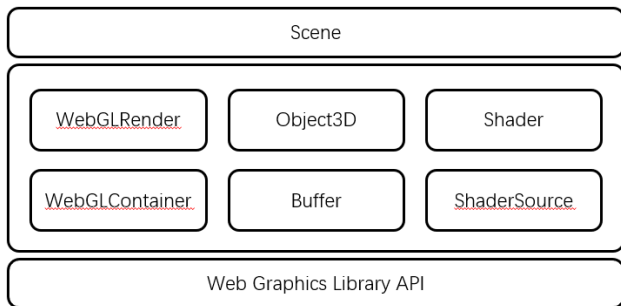 Scene
WebGLRender
Object3D
Shader
WebGLContainer
Buffer
ShaderSource
Web Graphics Library API